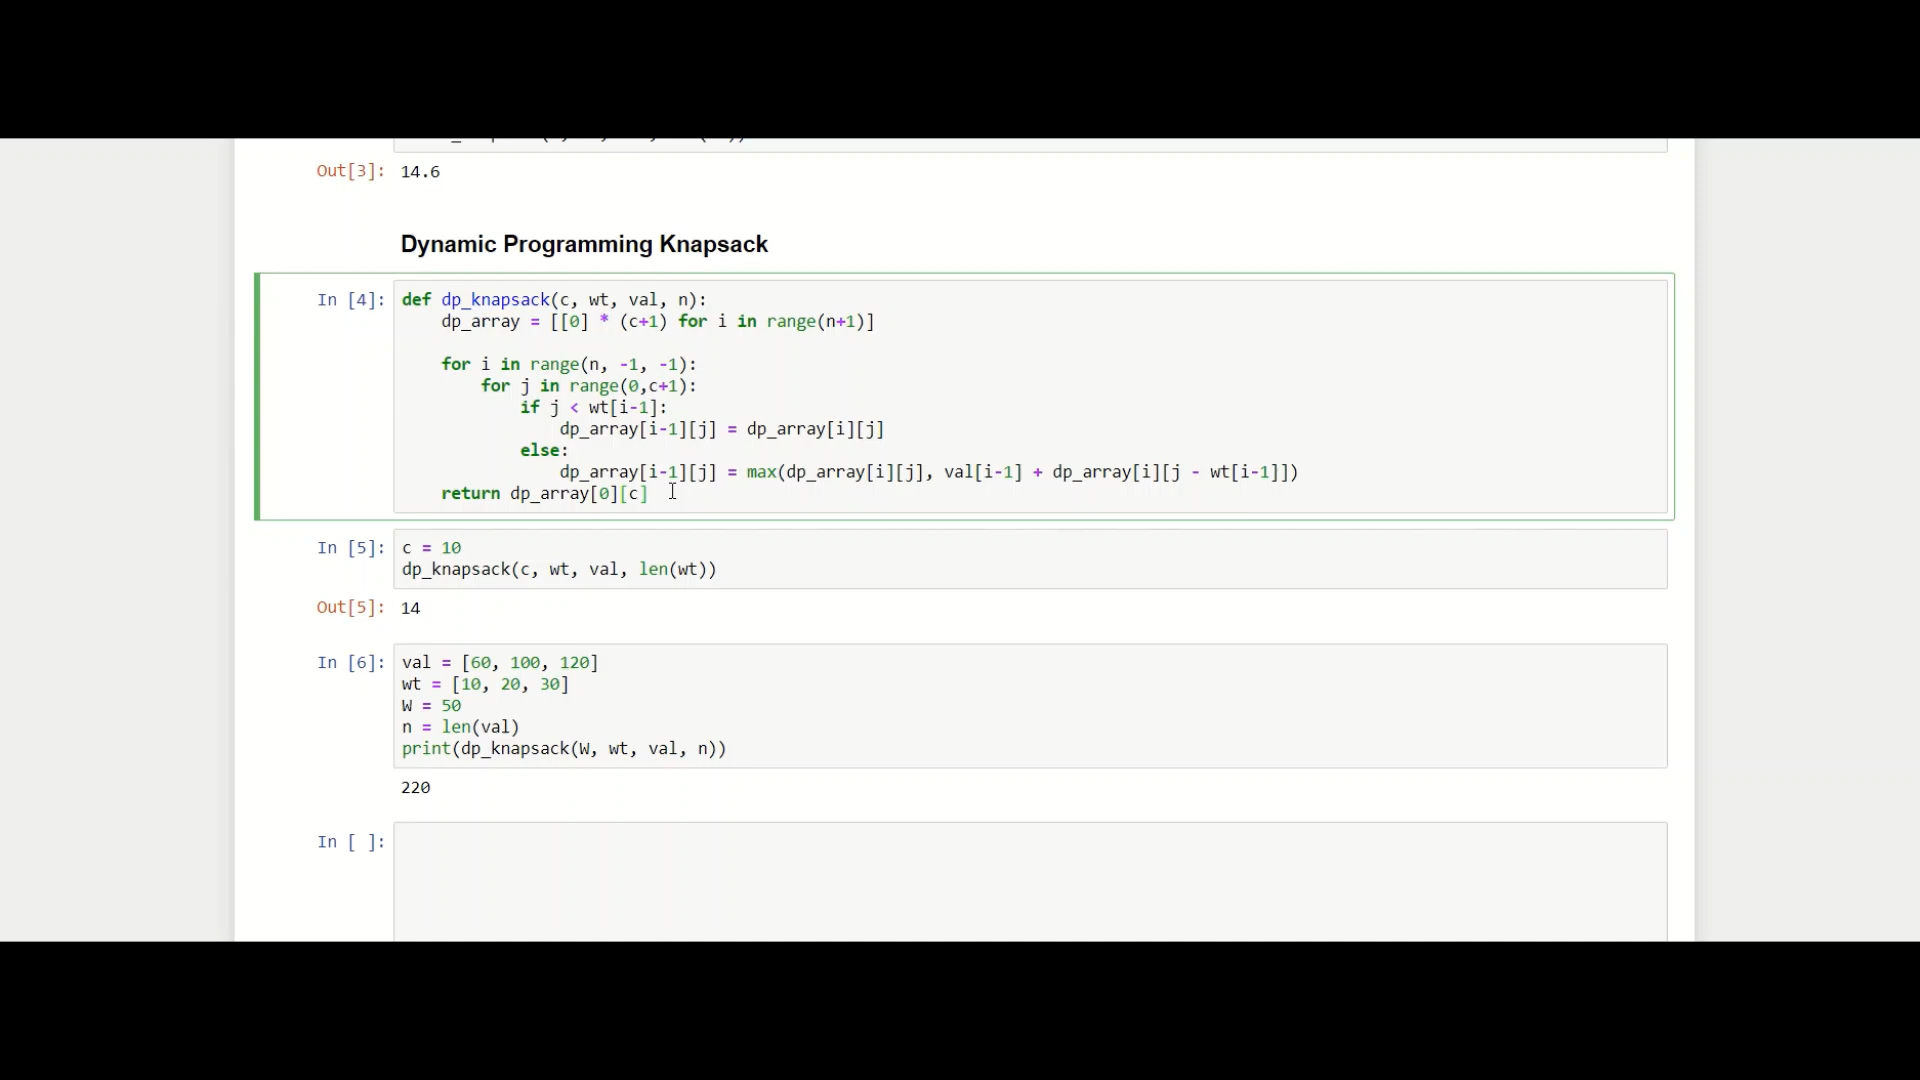 Out[3]: 14.6
Dynamic Programming Knapsack
In [4]: def dp_knapsack(c, wt, val, n):
    dp_array = [[0] * (c+1) for i in range(n+1)]
    for i in range(n, -1, -1):
        for j in range(0,c+1):
            if j < wt[i-1]:
                dp_array[i-1][j] = dp_array[i][j]
            else:
                dp_array[i-1][j] = max(dp_array[i][j], val[i-1] + dp_array[i][j - wt[i-1]])
    return dp_array[0][c]
In [5]: c = 10
dp_knapsack(c, wt, val, len(wt))
Out[5]: 14
In [6]: val = [60, 100, 120]
wt = [10, 20, 30]
W = 50
n = len(val)
print(dp_knapsack(W, wt, val, n))
220
In [ ]: